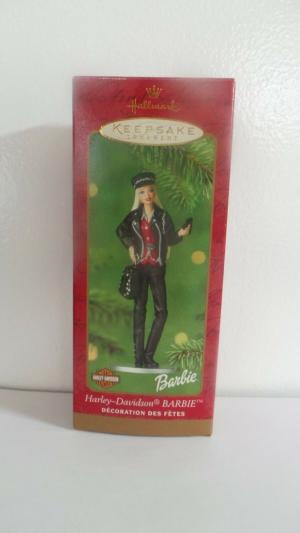 Hallmark
KEEPSAKE
ORNAMENT
HARLEY-DAVIDSON
Barbie
Harley-Davidson® BARBIE™
DÉCORATION DES FÊTES